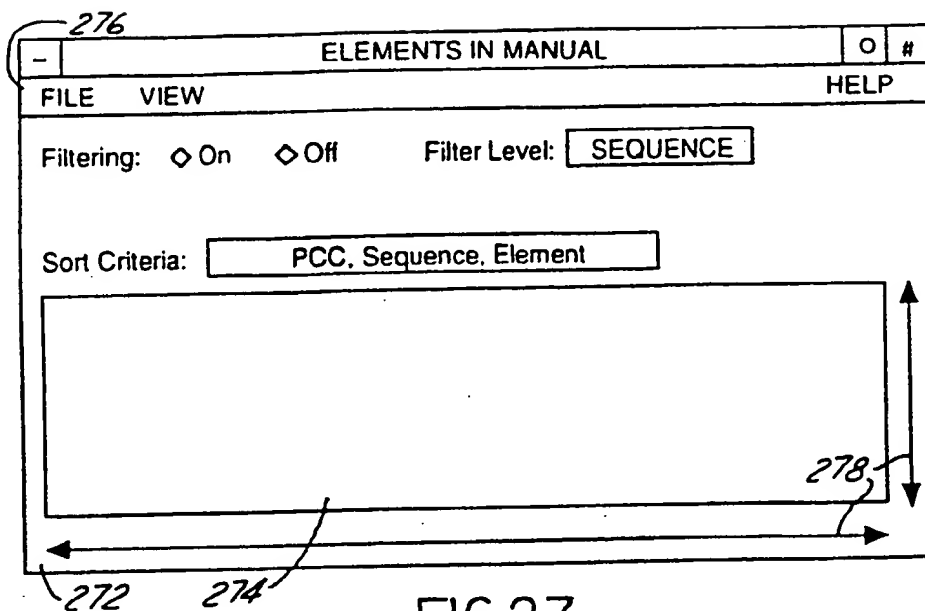 276
– ELEMENTS IN MANUAL O #
FILE VIEW HELP
Filtering: On Off Filter Level: SEQUENCE
Sort Criteria: PCC, Sequence, Element
278
272 274